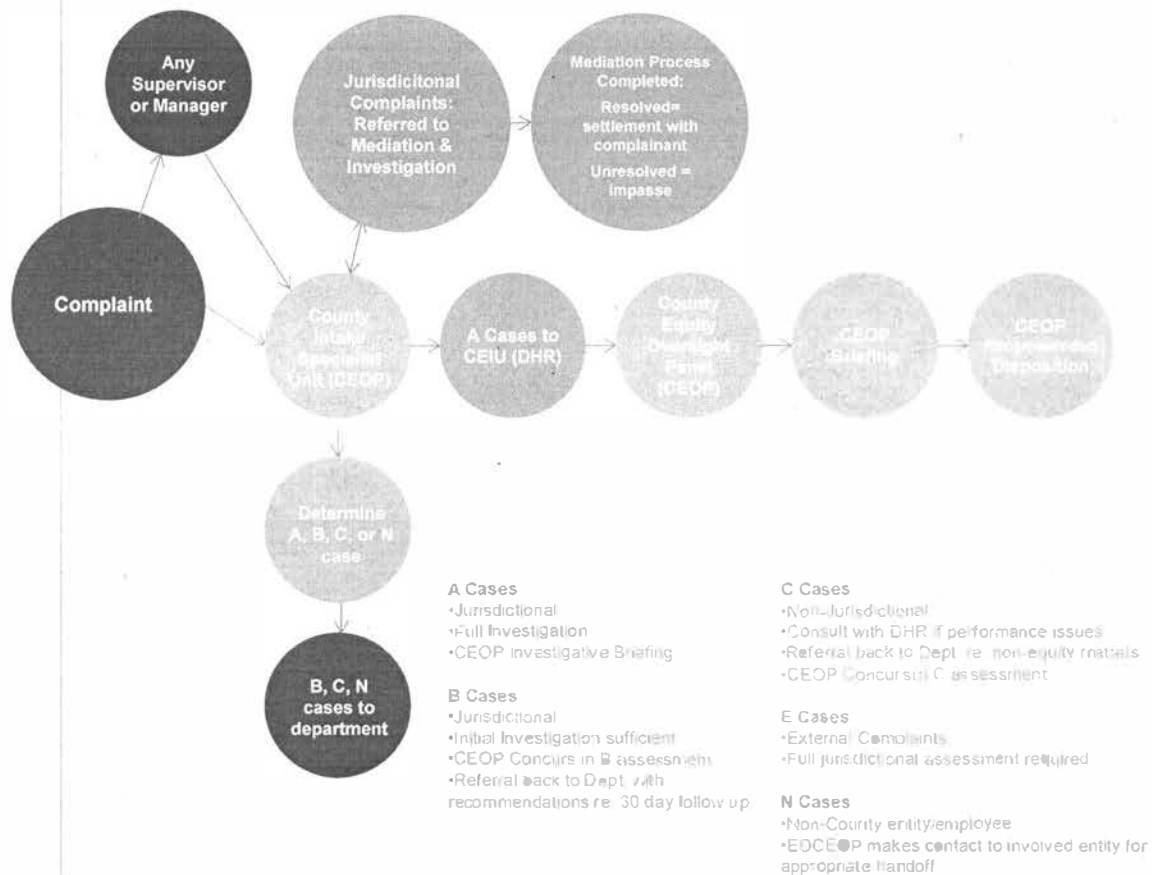 Any
Supervisor
or Manager
Jurisdicitonal
Complaints:
Referred to
Mediation &
Investigation
Mediation Process
Completed:
Resolved=
settlement with
complainant
Unresolved =
impasse
Complaint
County
Intake
Specialist
Unit (CEOP)
A Cases to
CEIU (DHR)
County
Equity
Oversight
Panel
(CEOP)
CEOP
Briefing
CEOP
Disposition
Determine
A, B, C, or N
case
B, C, N
cases to
department
A Cases
•Jurisdictional
•Full Investigation
•CEOP Investigative Briefing
B Cases
•Jurisdictional
•Initial Investigation sufficient
•CEOP Concurs in B assessment
•Referral back to Dept. with
recommendations re: 30 day follow up
C Cases
•Non-Jurisdictional
•Consult with DHR if performance issues
•Referral back to Dept. re: non-equity matters
•CEOP Concurs in C assessment
E Cases
•External Complaints
•Full jurisdictional assessment required
N Cases
•Non-County entity/employee
•EDCEOP makes contact to involved entity for
appropriate handoff